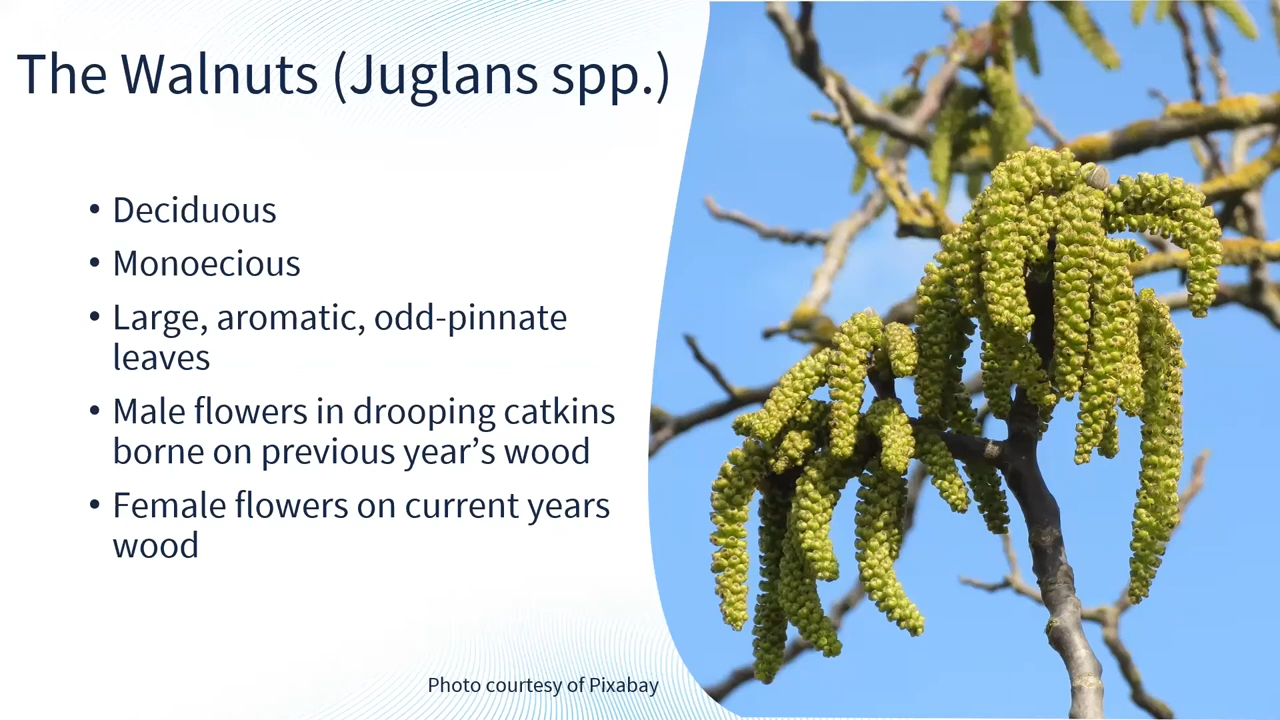 The Walnuts (Juglans spp.)
• Deciduous
• Monoecious
• Large, aromatic, odd-pinnate
leaves
• Male flowers in drooping catkins
borne on previous year’s wood
• Female flowers on current years
wood
Photo courtesy of Pixabay